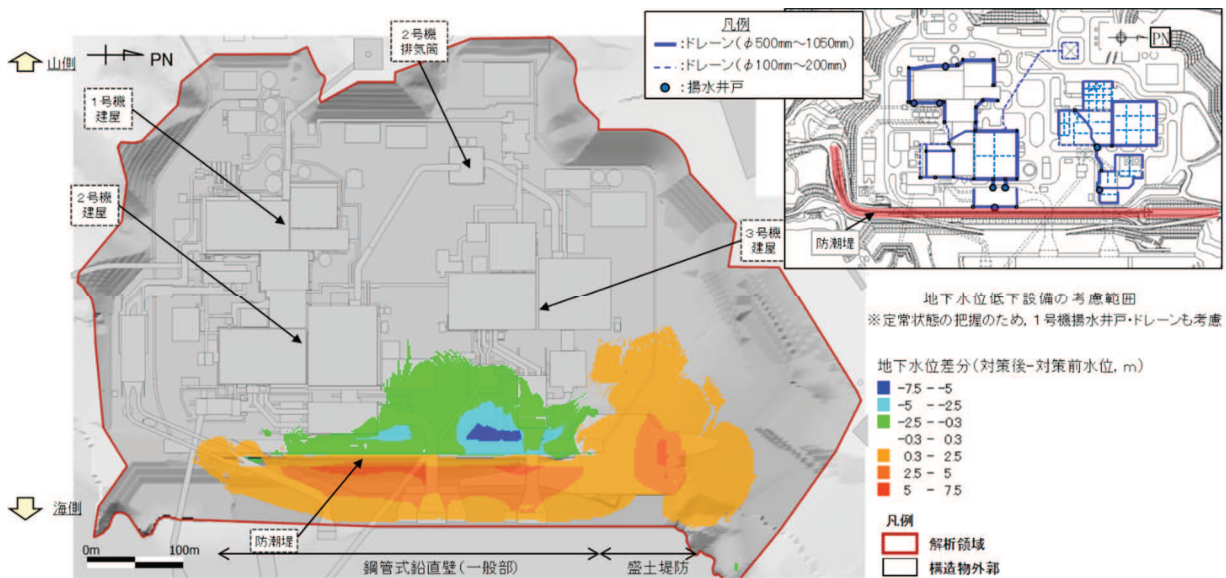 山側
PN
2号機
排気筒
1号機
建屋
2号機
建屋
3号機
建屋
海側
0m 100m
防潮堤
鋼管式鉛直壁(一般部)
盛土堤防
凡例
:ドレーン(φ500mm~1050mm)
:ドレーン(φ100mm~200mm)
:揚水井戸
PN
防潮堤
地下水位低下設備の考慮範囲
※定常状態の把握のため, 1号機揚水井戸・ドレーンも考慮
地下水位差分(対策後-対策前水位, m)
-7.5 - -5
-5 - -2.5
-2.5 - -0.3
-0.3 - 0.3
0.3 - 2.5
2.5 - 5
5 - 7.5
凡例
解析領域
構造物外郭